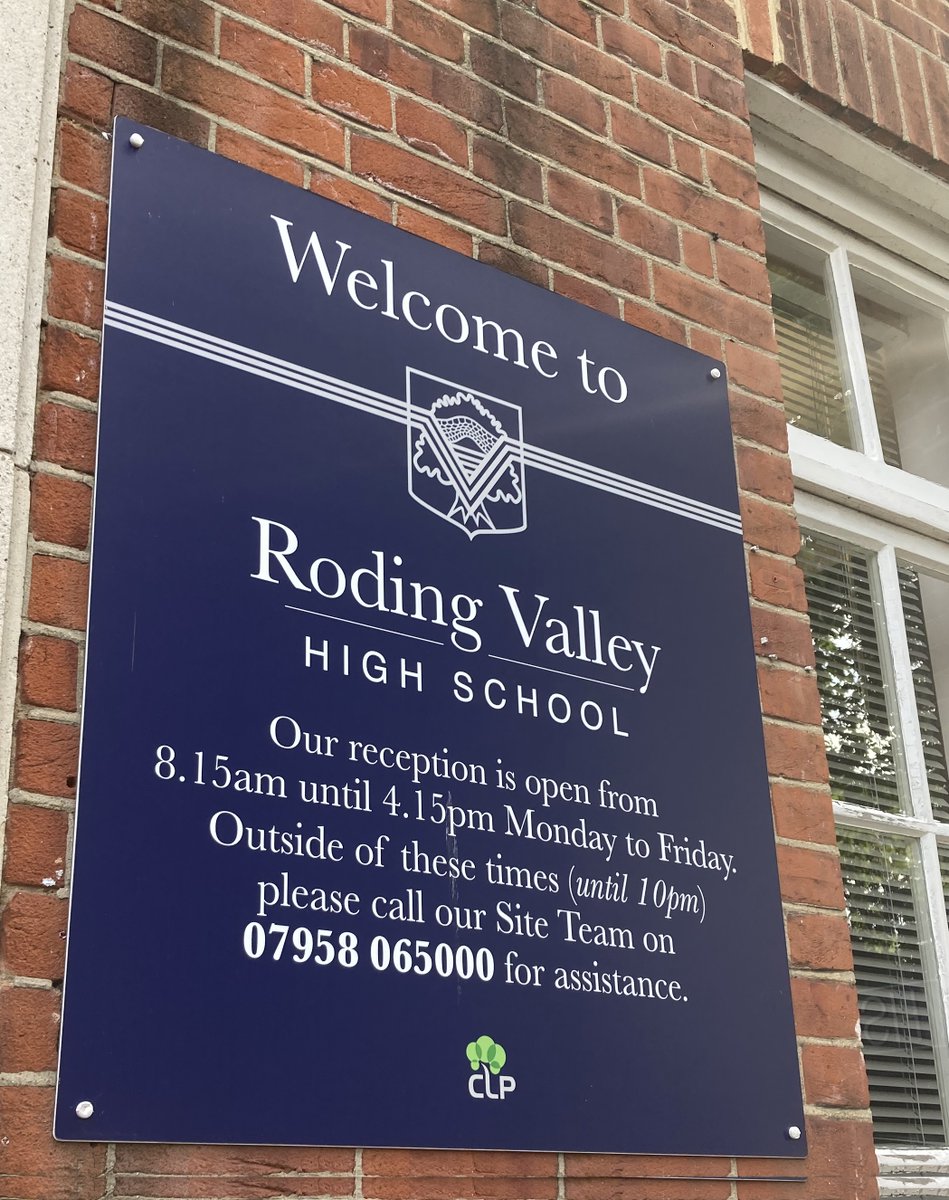 Welcome to
Roding Valley
HIGH SCHOOL
Our reception is open from
8.15am until 4.15pm Monday to Friday.
Outside of these times (until 10pm)
please call our Site Team on
07958 065000 for assistance.
CLP